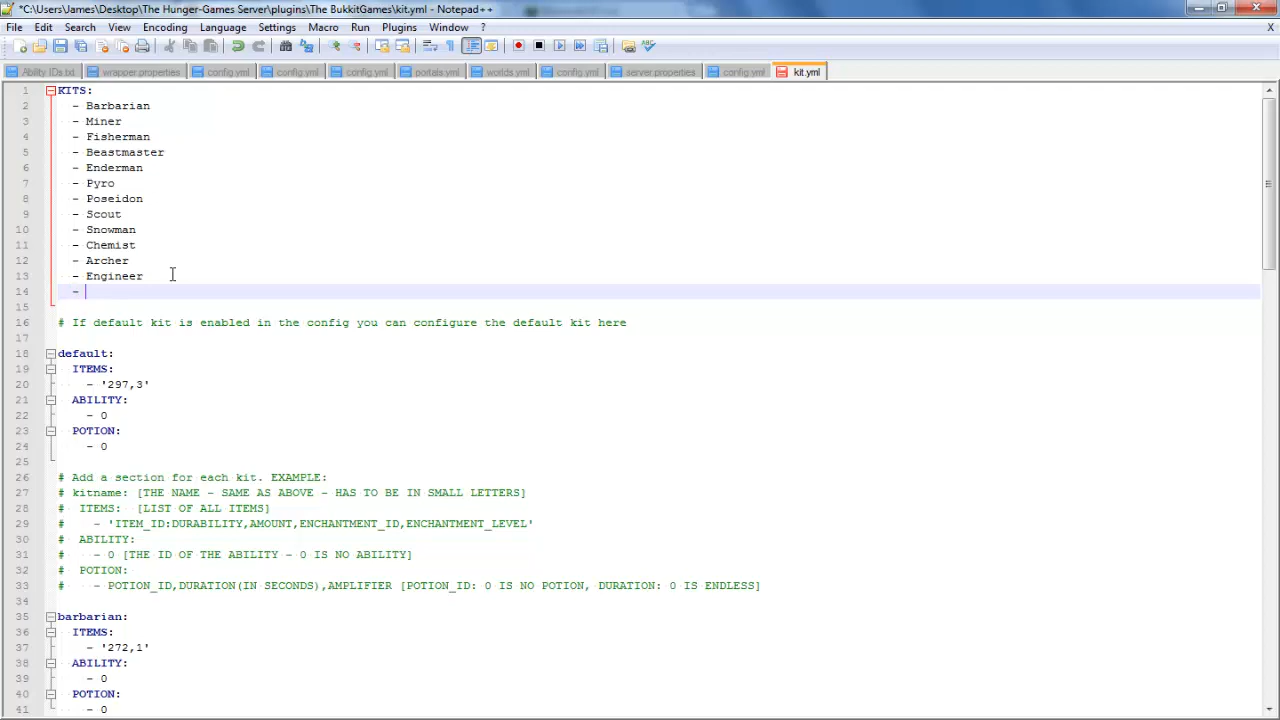 *C:\Users\James\Desktop\The Hunger-Games Server\plugins\The BukkitGames\kit.yml - Notepad++
File Edit Search View Encoding Language Settings Macro Run Plugins Window ? X
Ability IDs.txt wrapper.properties config.yml config.yml config.yml portals.yml worlds.yml config.yml server.properties config.yml kit.yml
1 KITS:
2 - Barbarian
3 - Miner
4 - Fisherman
5 - Beastmaster
6 - Enderman
7 - Pyro
8 - Poseidon
9 - Scout
10 - Snowman
11 - Chemist
12 - Archer
13 - Engineer
14 -
15
16 # If default kit is enabled in the config you can configure the default kit here
17
18 default:
19 ITEMS:
20 - '297,3'
21 ABILITY:
22 - 0
23 POTION:
24 - 0
25
26 # Add a section for each kit. EXAMPLE:
27 # kitname: [THE NAME - SAME AS ABOVE - HAS TO BE IN SMALL LETTERS]
28 # ITEMS: [LIST OF ALL ITEMS]
29 # - 'ITEM_ID:DURABILITY,AMOUNT,ENCHANTMENT_ID,ENCHANTMENT_LEVEL'
30 # ABILITY:
31 # - 0 [THE ID OF THE ABILITY - 0 IS NO ABILITY]
32 # POTION:
33 # - POTION_ID,DURATION(IN SECONDS),AMPLIFIER [POTION_ID: 0 IS NO POTION, DURATION: 0 IS ENDLESS]
34
35 barbarian:
36 ITEMS:
37 - '272,1'
38 ABILITY:
39 - 0
40 POTION:
41 - 0